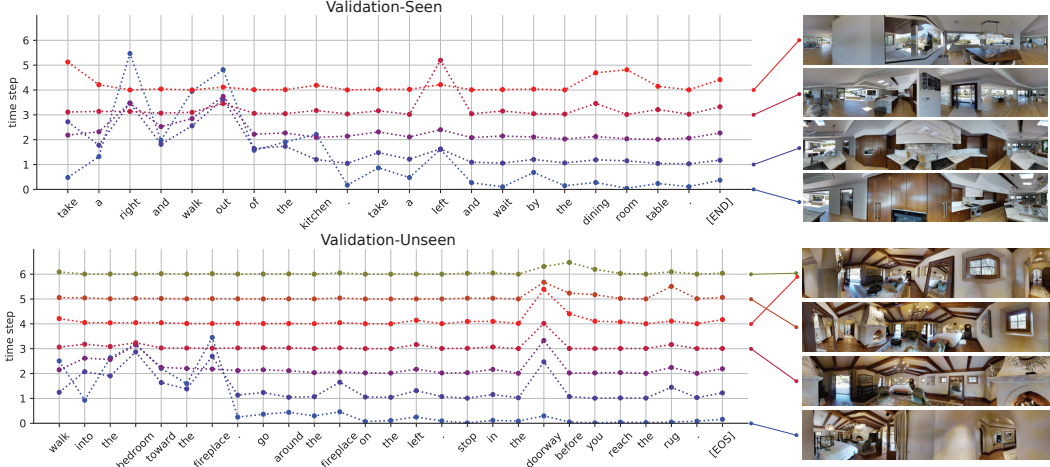 Validation-Seen
time step
6
5
4
3
2
1
0
take a right and walk out of the kitchen . take a left and wait by the dining room table . [END]
Validation-Unseen
time step
6
5
4
3
2
1
0
walk into the bedroom toward the fireplace . go around the fireplace on the left . stop in the doorway before you reach the rug . [EOS]